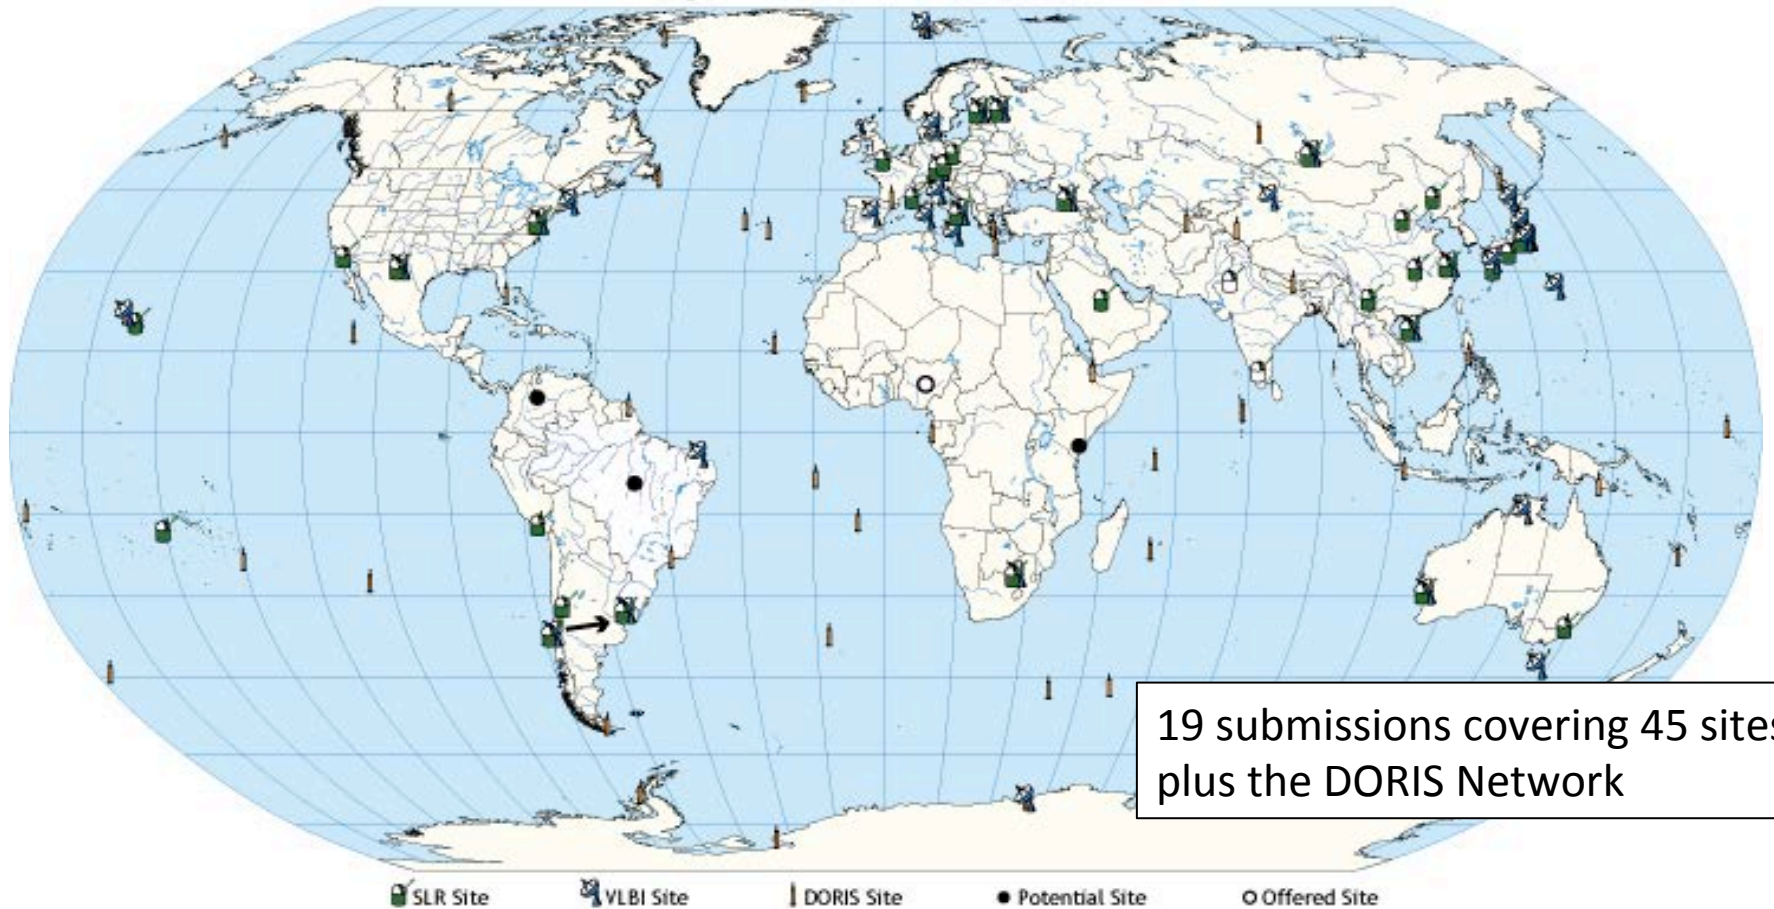 19 submissions covering 45 sites
plus the DORIS Network
SLR Site VLBI Site DORIS Site Potential Site Offered Site